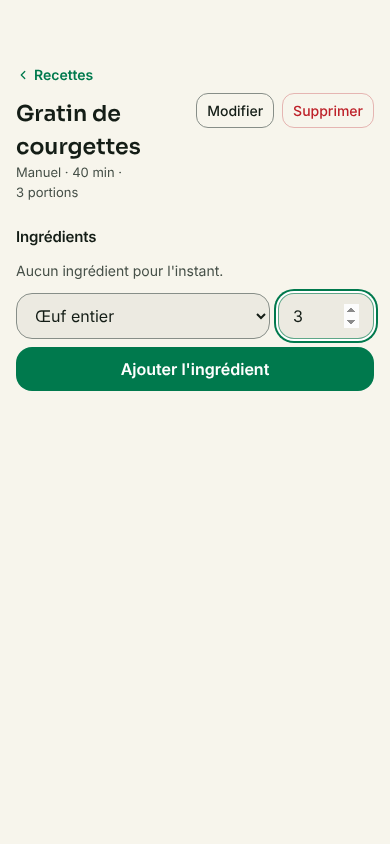 Recettes
Gratin de
courgettes
Modifier
Supprimer
Manuel · 40 min ·
3 portions
Ingrédients
Aucun ingrédient pour l'instant.
Œuf entier
3
Ajouter l'ingrédient